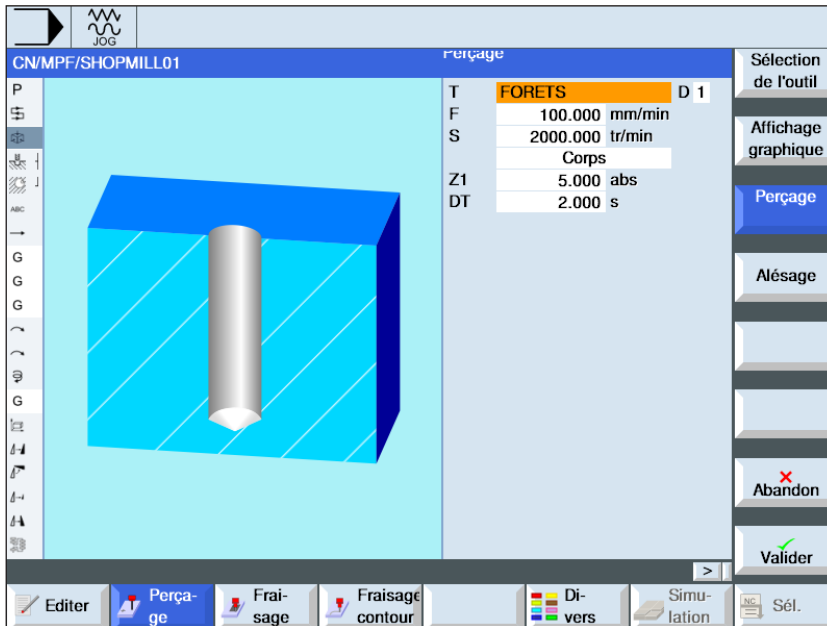 JOG
CN/MPF/SHOPMILL01
Perçage
P
ABC
G
G
G
G
T FORETS D 1
F 100.000 mm/min
S 2000.000 tr/min
Corps
Z1 5.000 abs
DT 2.000 s
Sélection
de l'outil
Affichage
graphique
Perçage
Alésage
Abandon
Valider
>
Editer
Perça-
ge
Frai-
sage
Fraisage
contour
Di-
vers
Simu-
lation
NC
Sél.